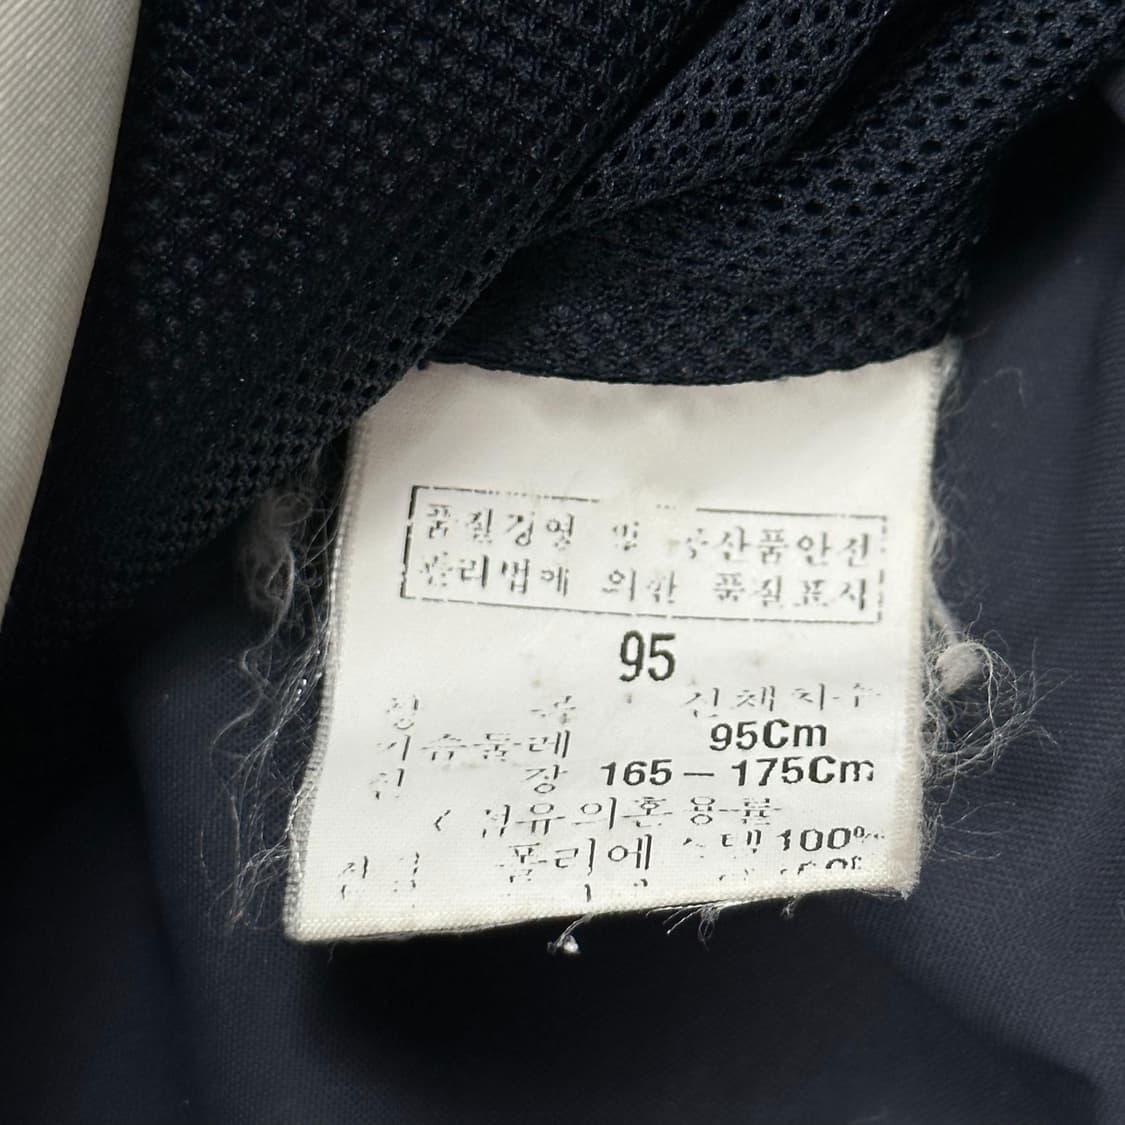 품질경영 및 공산품안전
관리법에 의한 품질표시
95
호 칭 신체치수
가슴둘레 95Cm
신 장 165-175Cm
< 섬유의혼용률
겉감 폴리에스텔 100%